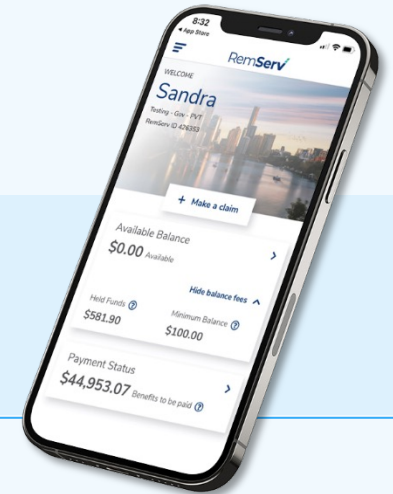 8:32
App Store
RemServ
WELCOME
Sandra
Testing - Gov - PVT
RemServ ID 426353
+ Make a claim
Available Balance
$0.00 Available
Hide balance fees
Held Funds ?
Minimum Balance ?
$581.90
$100.00
Payment Status
$44,953.07 Benefits to be paid ?